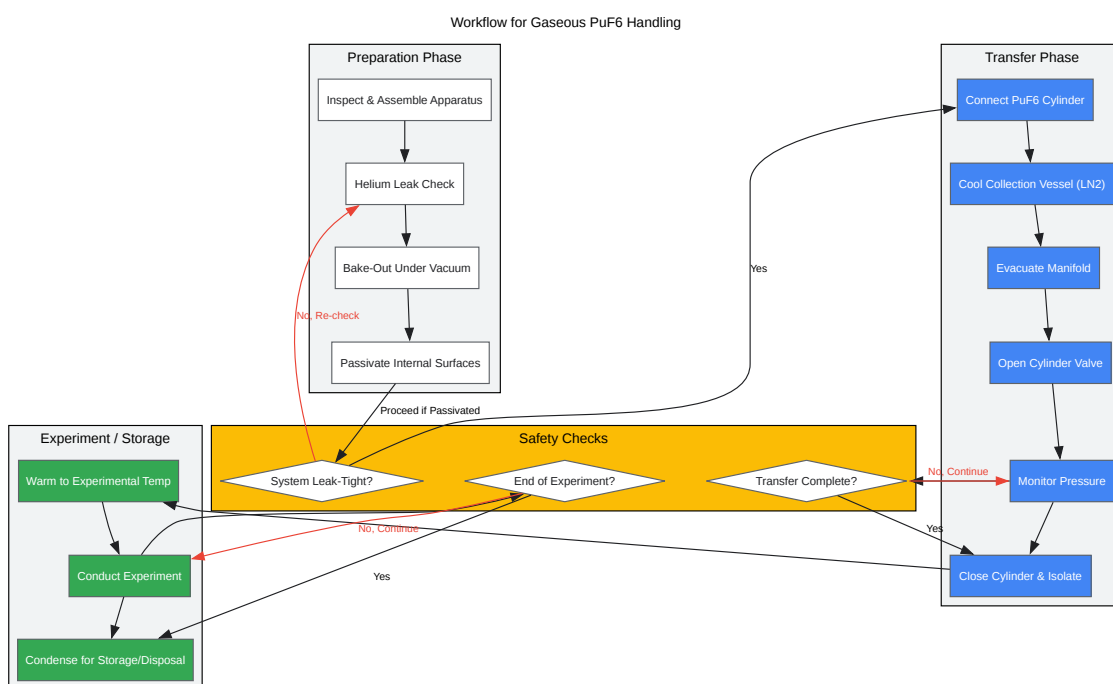 Workflow for Gaseous PuF6 Handling
Preparation Phase
Inspect & Assemble Apparatus
Helium Leak Check
Bake-Out Under Vacuum
No, Re-check
Passivate Internal Surfaces
Proceed if Passivated
Yes
Transfer Phase
Connect PuF6 Cylinder
Cool Collection Vessel (LN2)
Evacuate Manifold
Open Cylinder Valve
Monitor Pressure
Close Cylinder & Isolate
Safety Checks
System Leak-Tight?
End of Experiment?
Transfer Complete?
No, Continue
Yes
No, Continue
Yes
Experiment / Storage
Warm to Experimental Temp
Conduct Experiment
Condense for Storage/Disposal